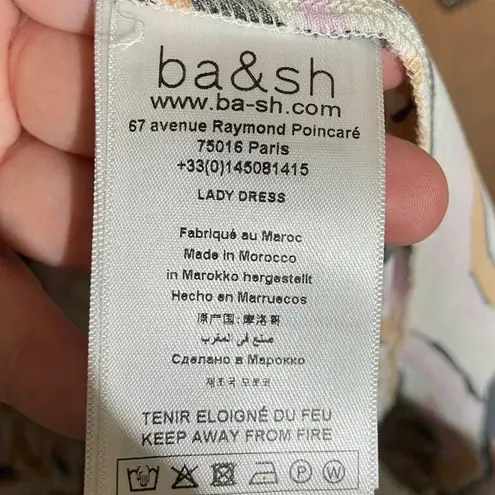 ba&sh
www.ba-sh.com
67 avenue Raymond Poincaré
75016 Paris
+33(0)145081415
LADY DRESS
Fabriqué au Maroc
Made in Morocco
in Marokko hergestellt
Hecho en Marruecos
原产国: 摩洛哥
صنع في المغرب
Сделано в Марокко
제조국 모로코
TENIR ELOIGNÉ DU FEU
KEEP AWAY FROM FIRE
P W